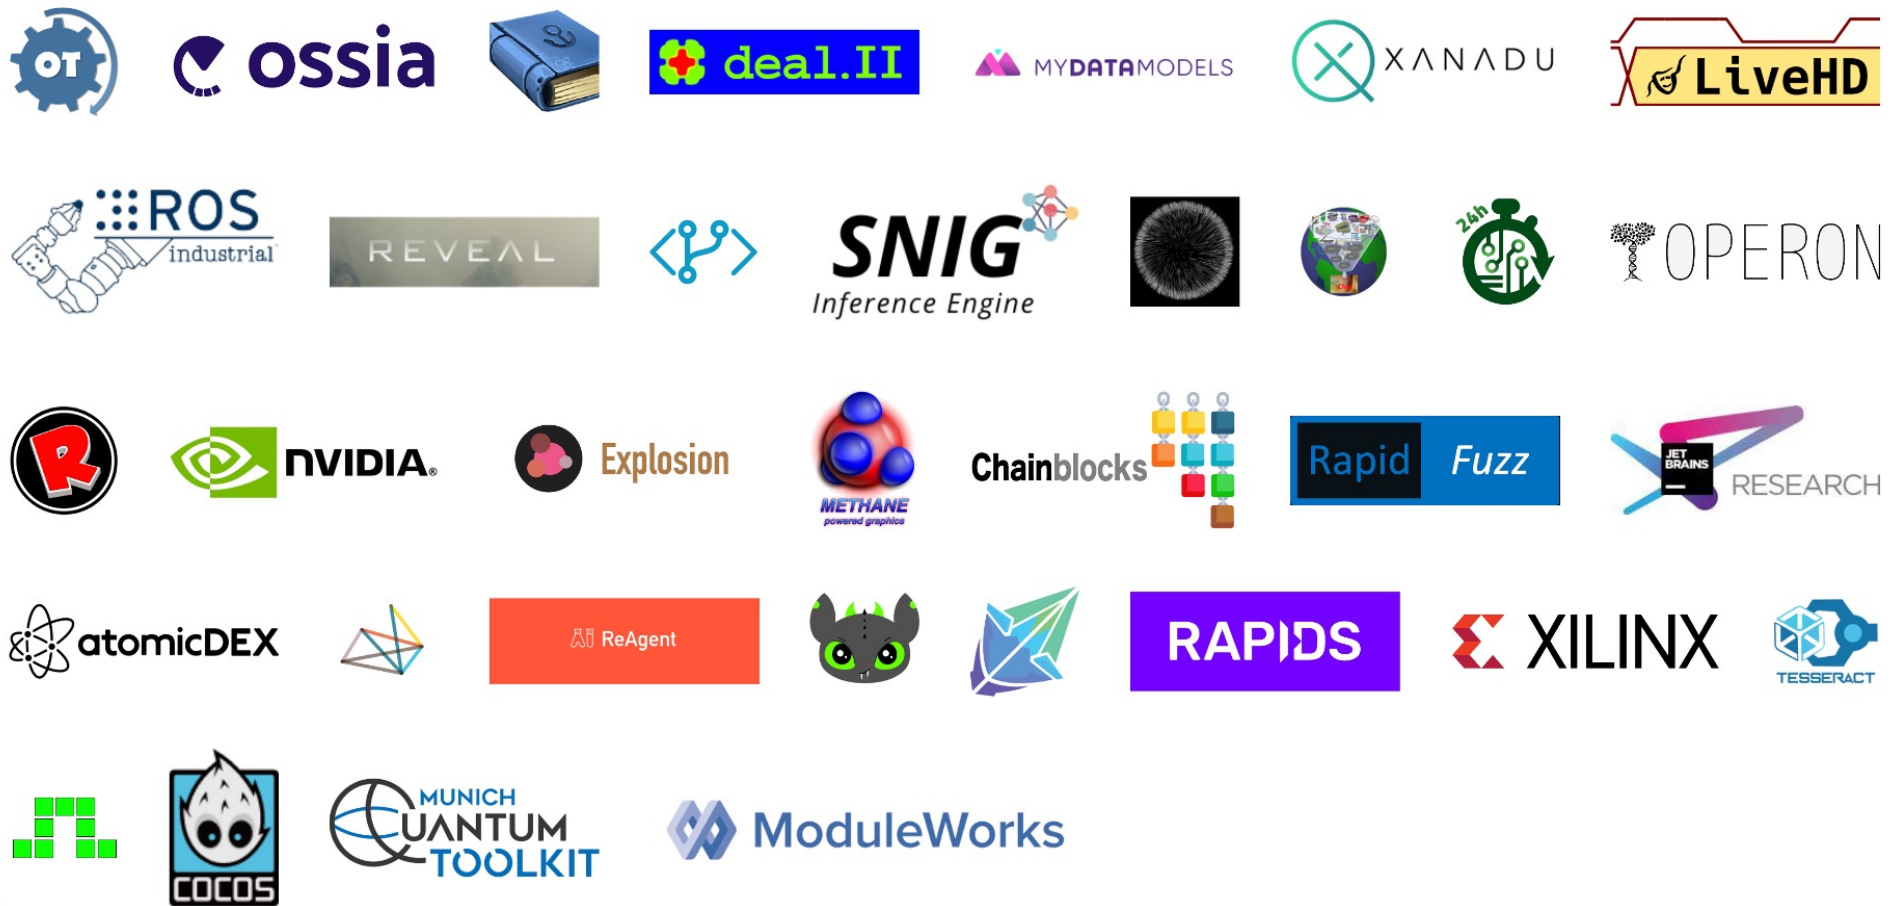 OT
ossia
deal.II
MYDATAMODELS
XANADU
LiveHD
ROS
industrial
REVEAL
SNIG
Inference Engine
24h
OPERON
R
NVIDIA®
Explosion
METHANE
powered graphics
Chainblocks
Rapid Fuzz
JET
BRAINS
RESEARCH
atomicDEX
ReAgent
RAPIDS
XILINX
TESSERACT
COCOS
MUNICH
QUANTUM
TOOLKIT
ModuleWorks